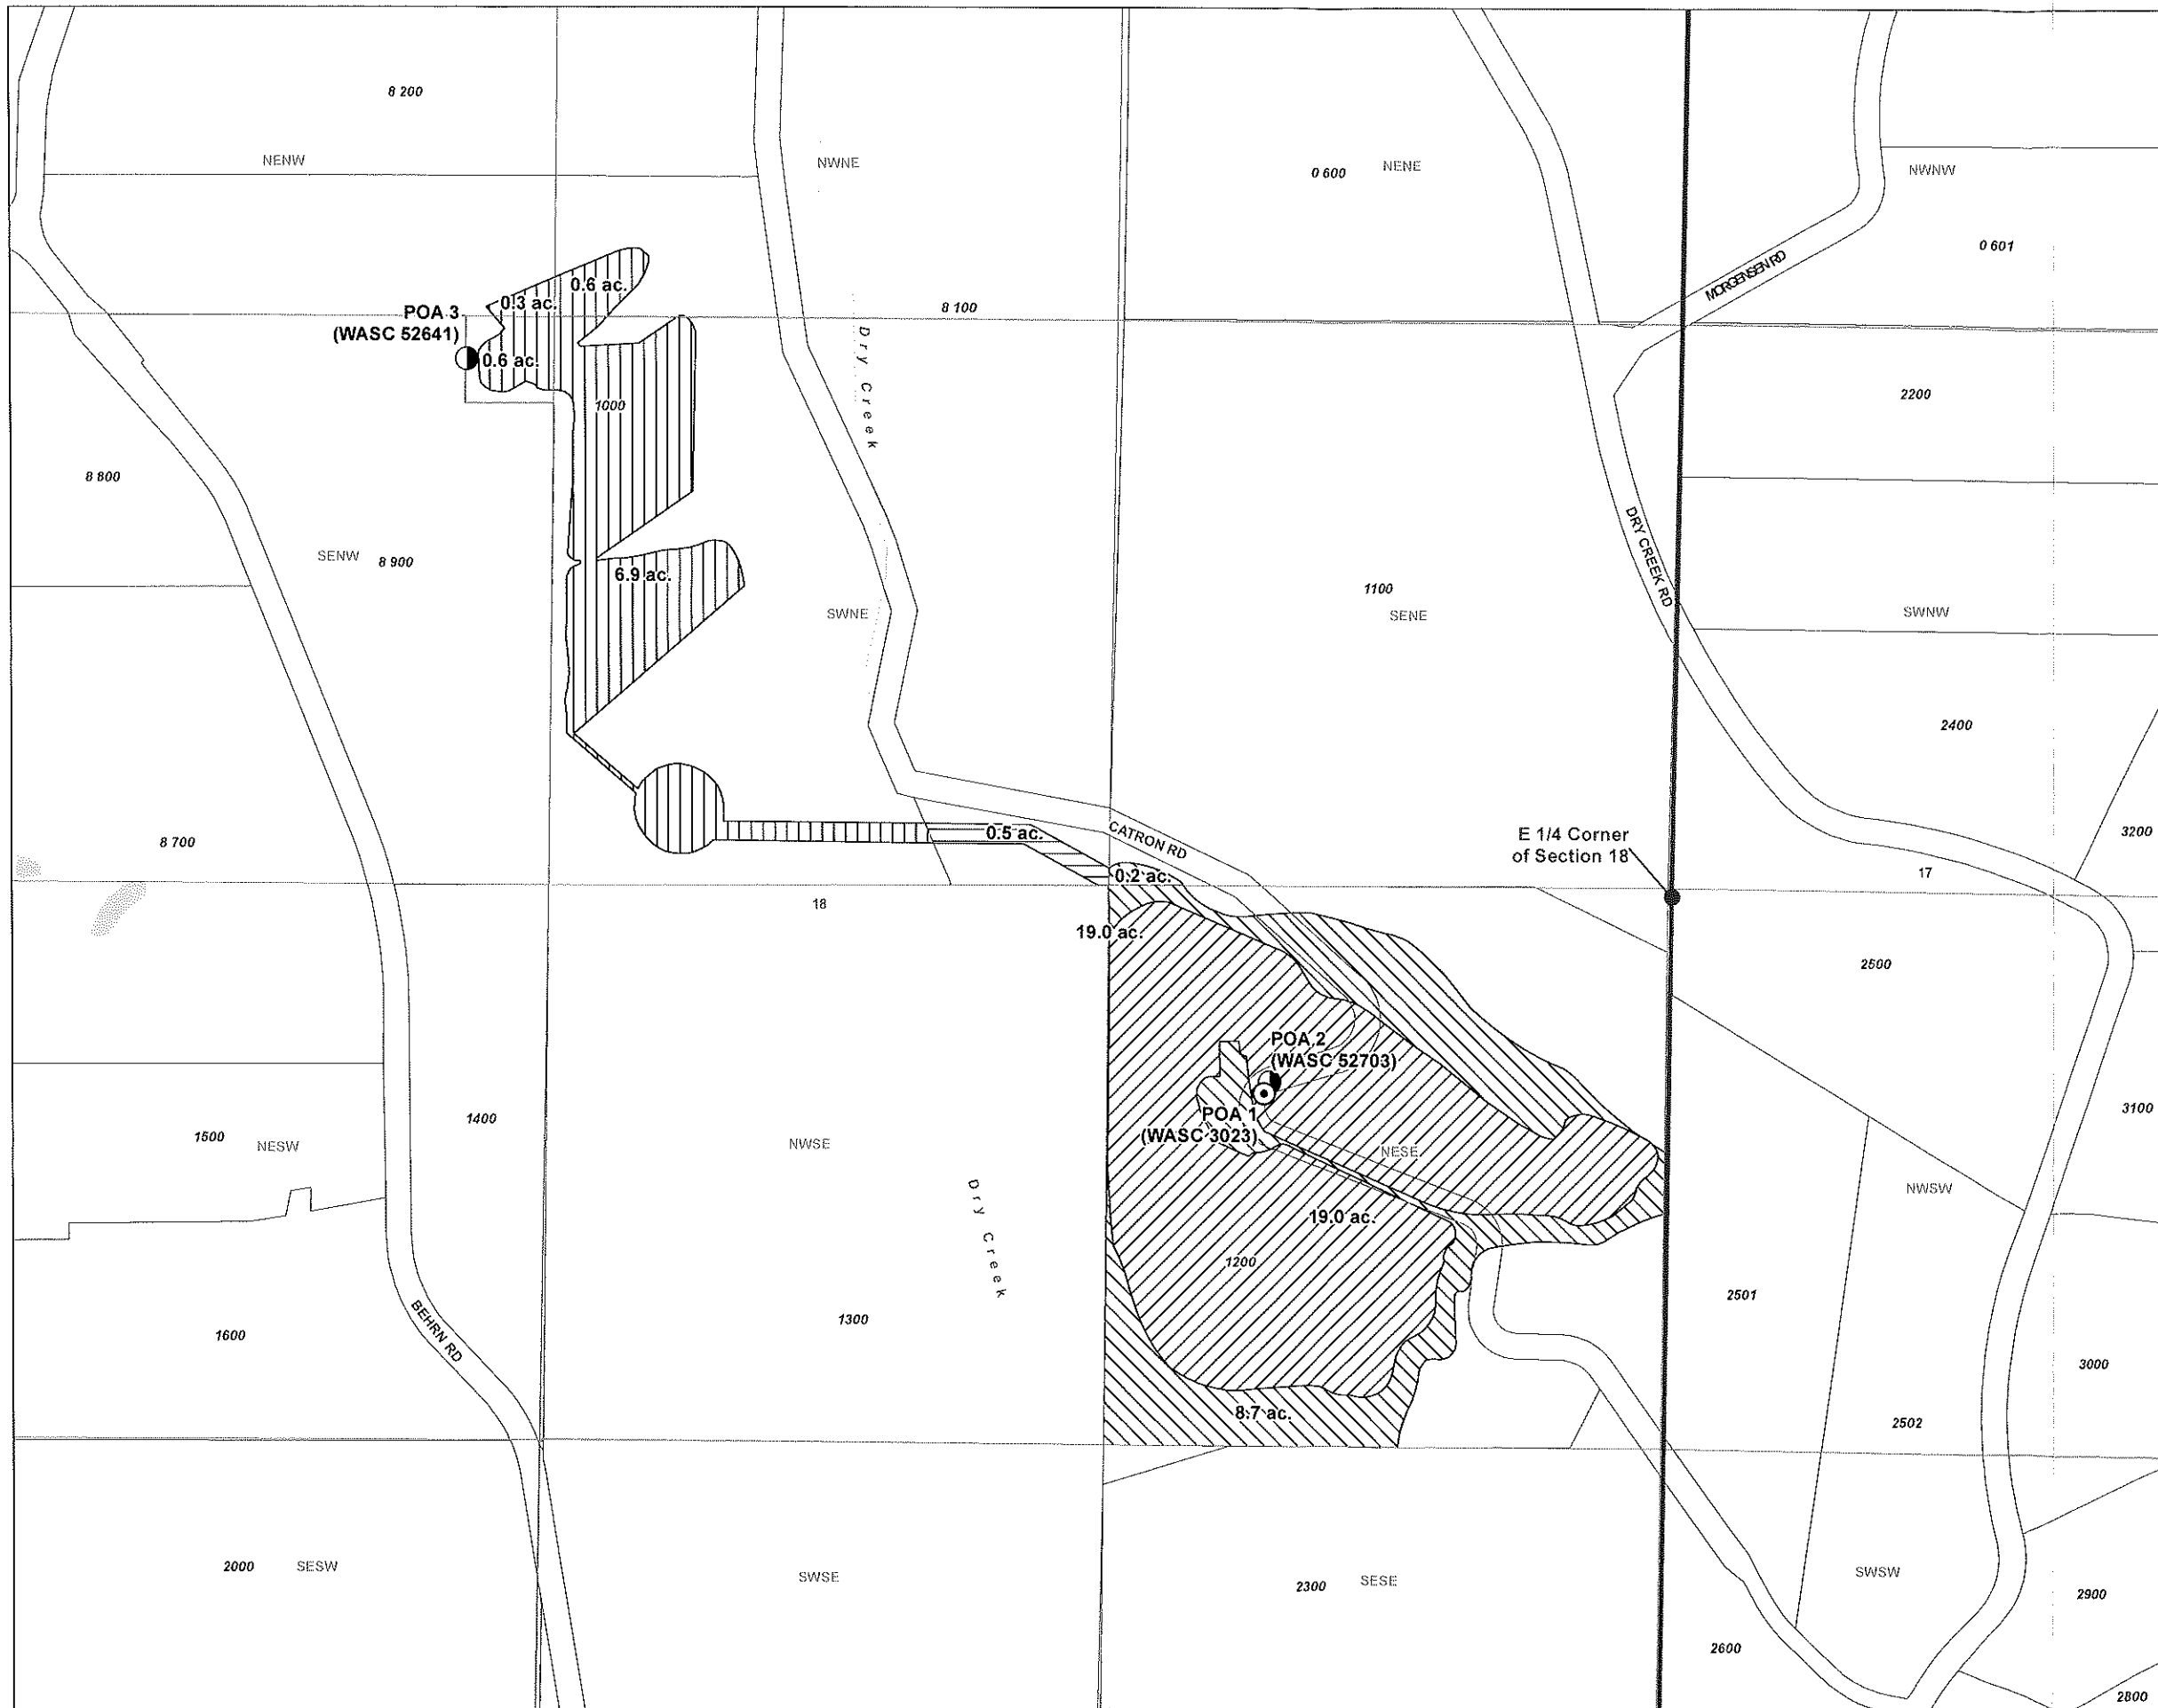 8 200
NENW
NWNE
0 600
NENE
NWNW
0 601
MORGENSEN RD
0.6 ac.
0.3 ac.
POA 3
(WASC 52641)
0.6 ac.
8 100
Dry Creek
1000
2200
8 800
SENW
8 900
6.9 ac.
SWNE
1100
SENE
DRY CREEK RD
SWNW
2400
8 700
0.5 ac.
CATRON RD
E 1/4 Corner
of Section 18
3200
0.2 ac.
17
18
19.0 ac.
2500
POA 2
(WASC 52703)
POA 1
(WASC 3023)
1400
1500
NESW
NWSE
NESE
3100
NWSW
Dry Creek
19.0 ac.
1200
2501
BEHRN RD
1600
1300
3000
8.7 ac.
2502
2000
SESW
SWSE
2300
SESE
SWSW
2900
2600
2800